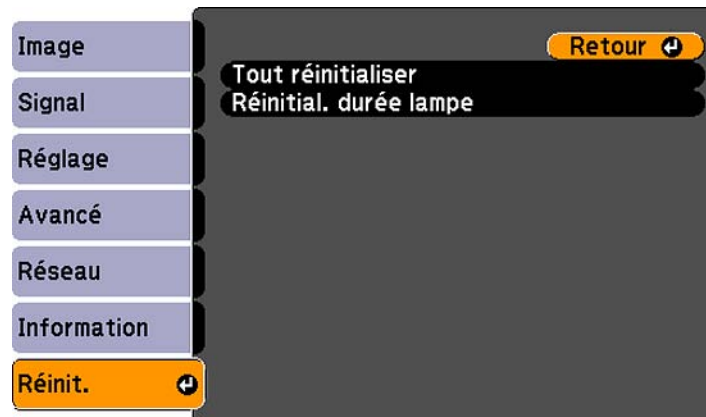 Image
Signal
Réglage
Avancé
Réseau
Information
Réinit.
Retour
Tout réinitialiser
Réinitial. durée lampe